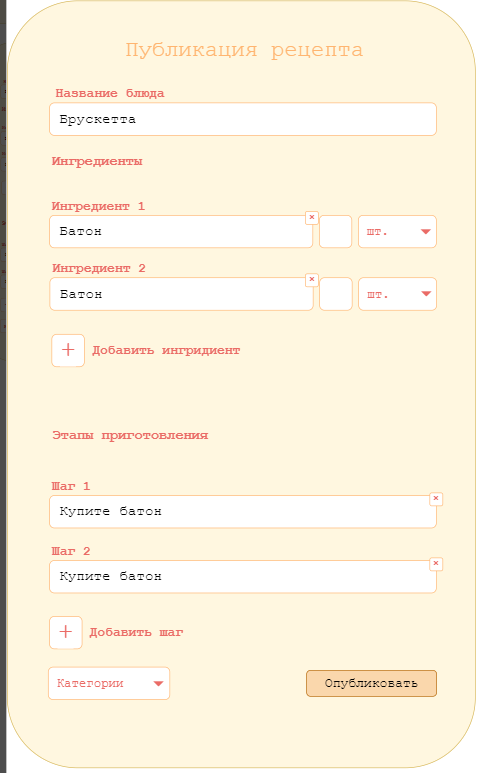 Публикация рецепта
Название блюда
Брускетта
Ингредиенты
Ингредиент 1
Батон
×
шт.
Ингредиент 2
Батон
×
шт.
+ Добавить ингридиент
Этапы приготовления
Шаг 1
Купите батон
×
Шаг 2
Купите батон
×
+ Добавить шаг
Категории
Опубликовать